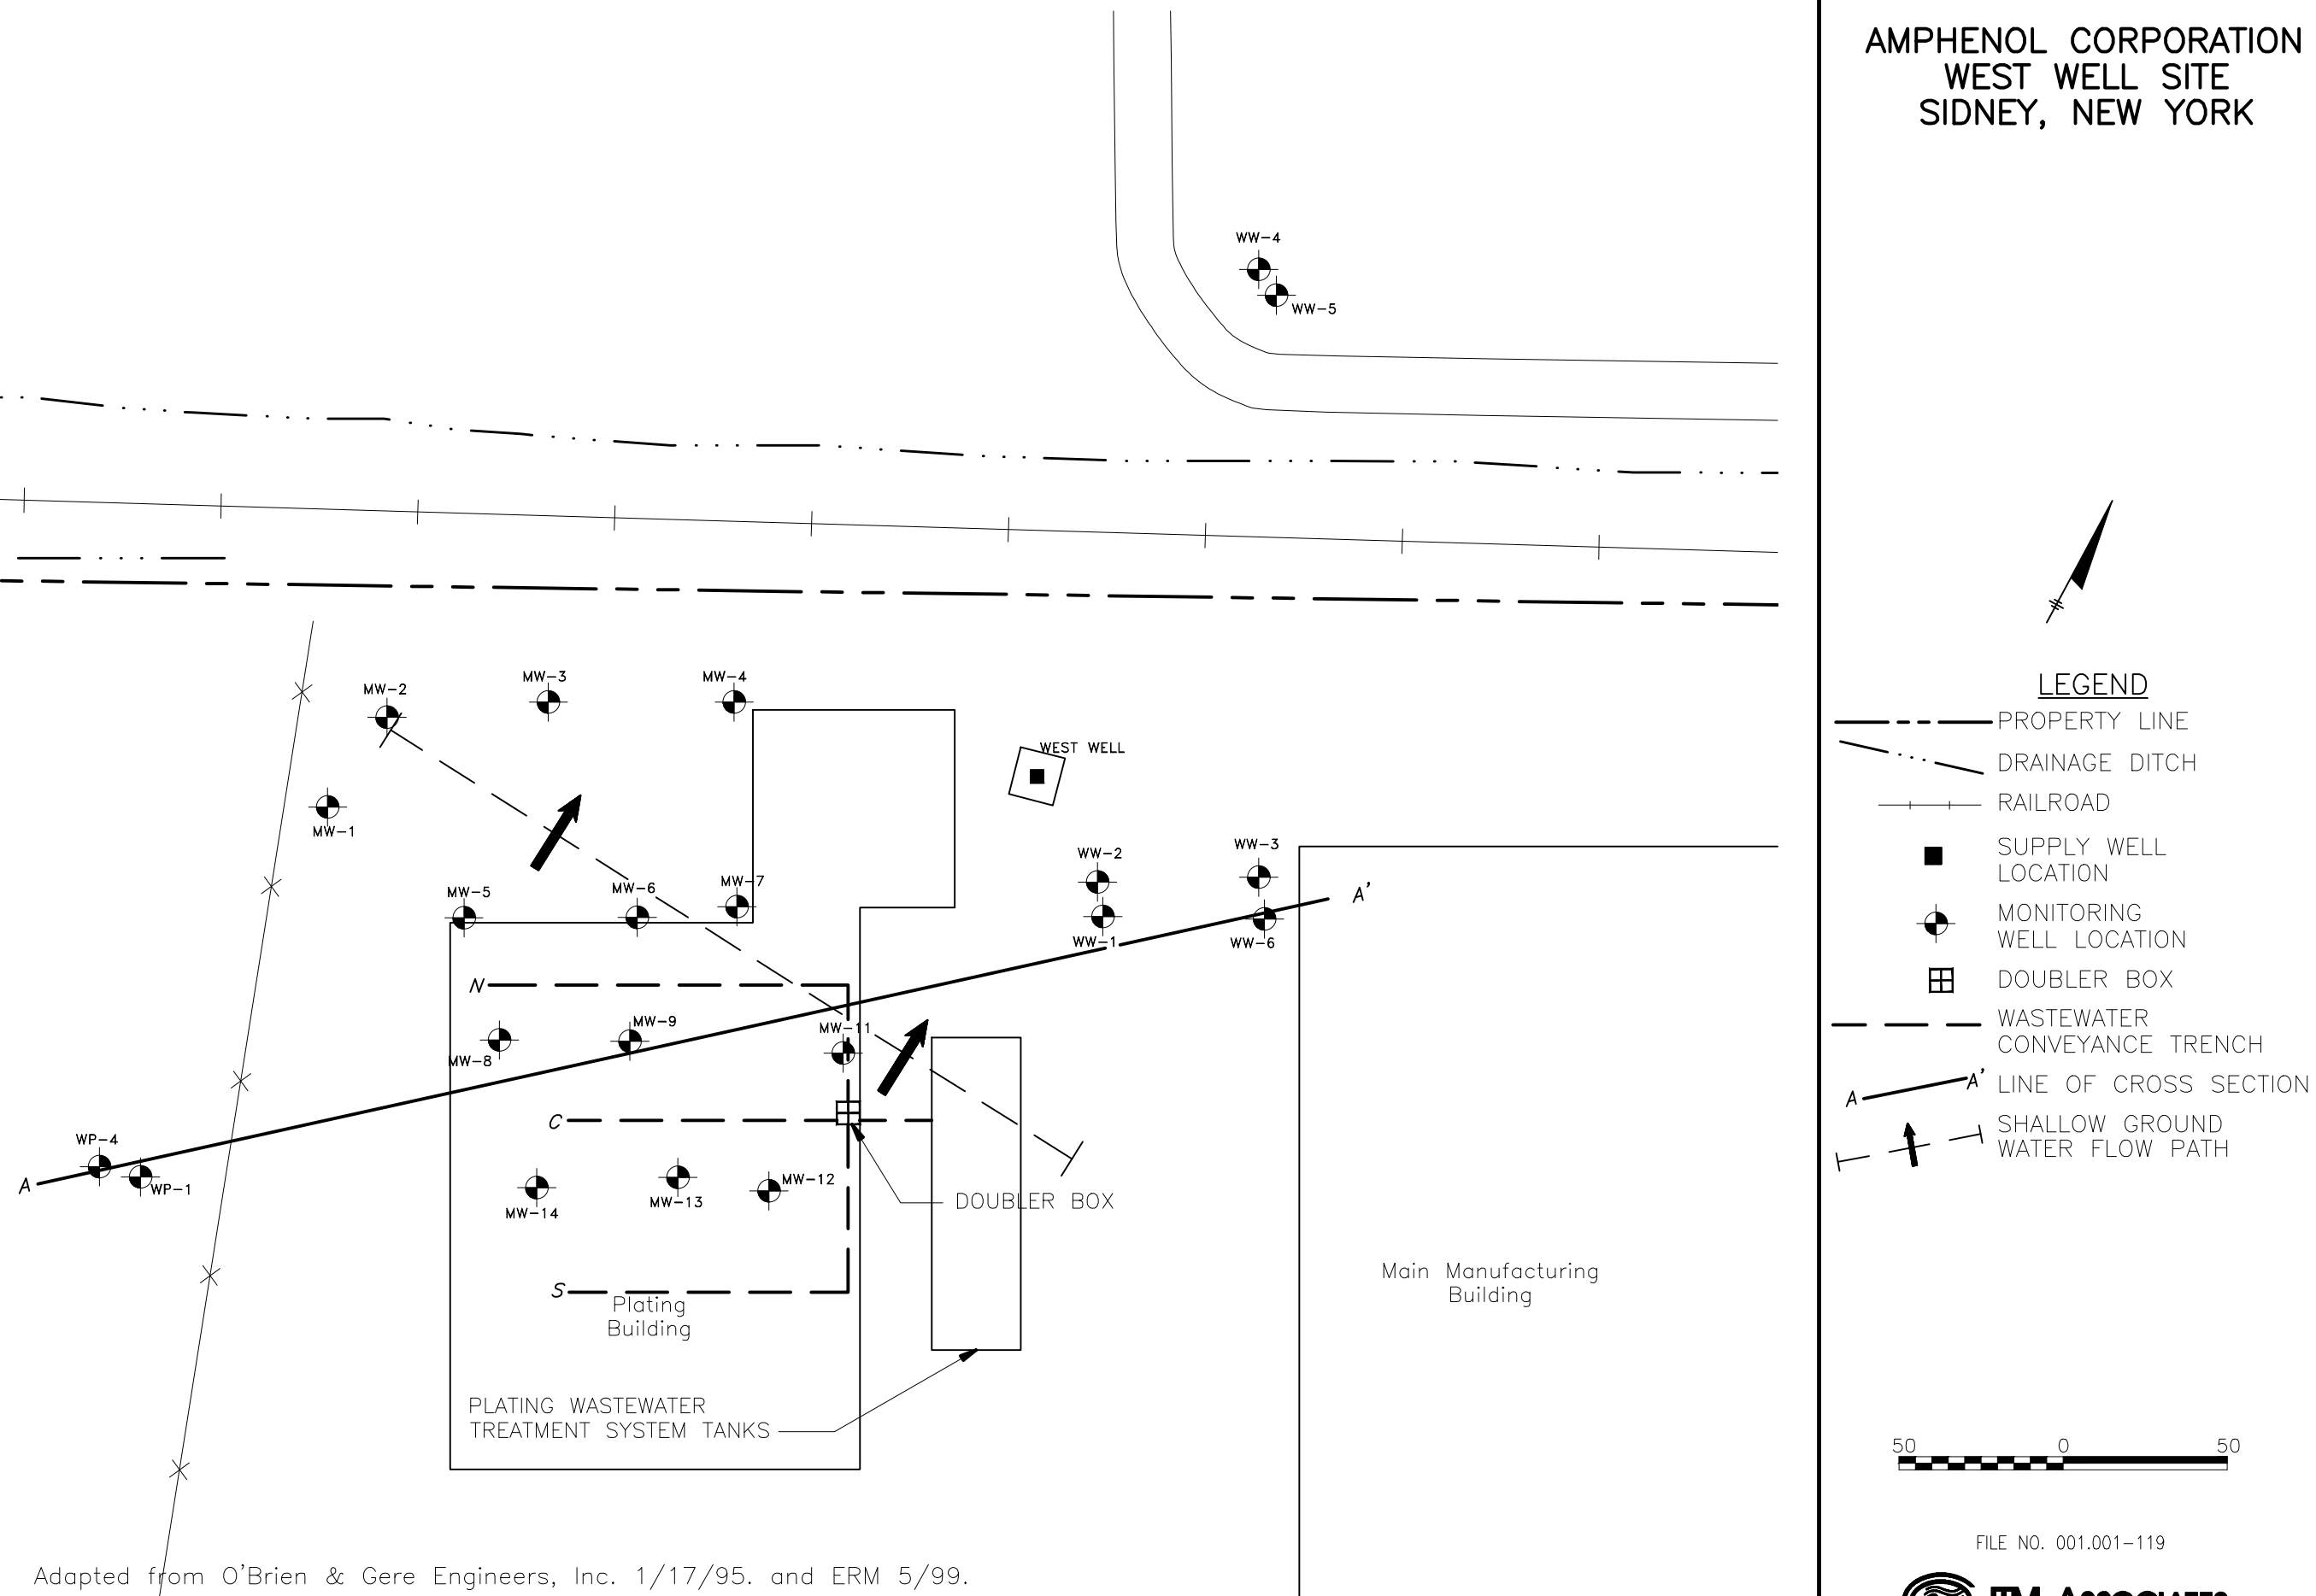 AMPHENOL CORPORATION
WEST WELL SITE
SIDNEY, NEW YORK
WW-4
WW-5
MW-2
MW-3
MW-4
WEST WELL
MW-1
MW-5
MW-6
MW-7
WW-2
WW-3
A'
WW-1
WW-6
N
MW-8
MW-9
MW-11
C
WP-4
A
WP-1
MW-14
MW-13
MW-12
DOUBLER BOX
S
Plating
Building
Main Manufacturing
Building
PLATING WASTEWATER
TREATMENT SYSTEM TANKS
Adapted from O'Brien & Gere Engineers, Inc. 1/17/95. and ERM 5/99.
LEGEND
PROPERTY LINE
DRAINAGE DITCH
RAILROAD
SUPPLY WELL
LOCATION
MONITORING
WELL LOCATION
DOUBLER BOX
WASTEWATER
CONVEYANCE TRENCH
A A' LINE OF CROSS SECTION
SHALLOW GROUND
WATER FLOW PATH
50 0 50
FILE NO. 001.001-119